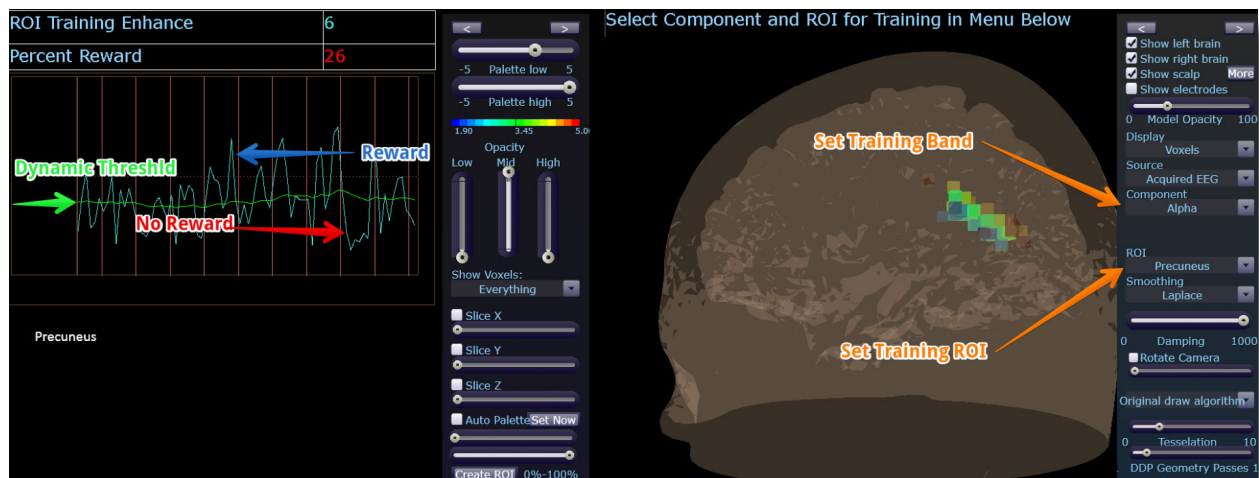 ROI Training Enhance 6
Percent Reward 26
Dynamic Threshld
Reward
No Reward
Precuneus
< >
-5 Palette low 5
-5 Palette high 5
1.90 3.45 5.00
Opacity
Low Mid High
Show Voxels:
Everything
Slice X
Slice Y
Slice Z
Auto Palette Set Now
Create ROI 0%-100%
Select Component and ROI for Training in Menu Below
Set Training Band
Set Training ROI
< >
Show left brain
Show right brain
Show scalp More
Show electrodes
0 Model Opacity 100
Display
Voxels
Source
Acquired EEG
Component
Alpha
ROI
Precuneus
Smoothing
Laplace
0 Damping 1000
Rotate Camera
Original draw algorithm
0 Tesselation 10
DDP Geometry Passes 1